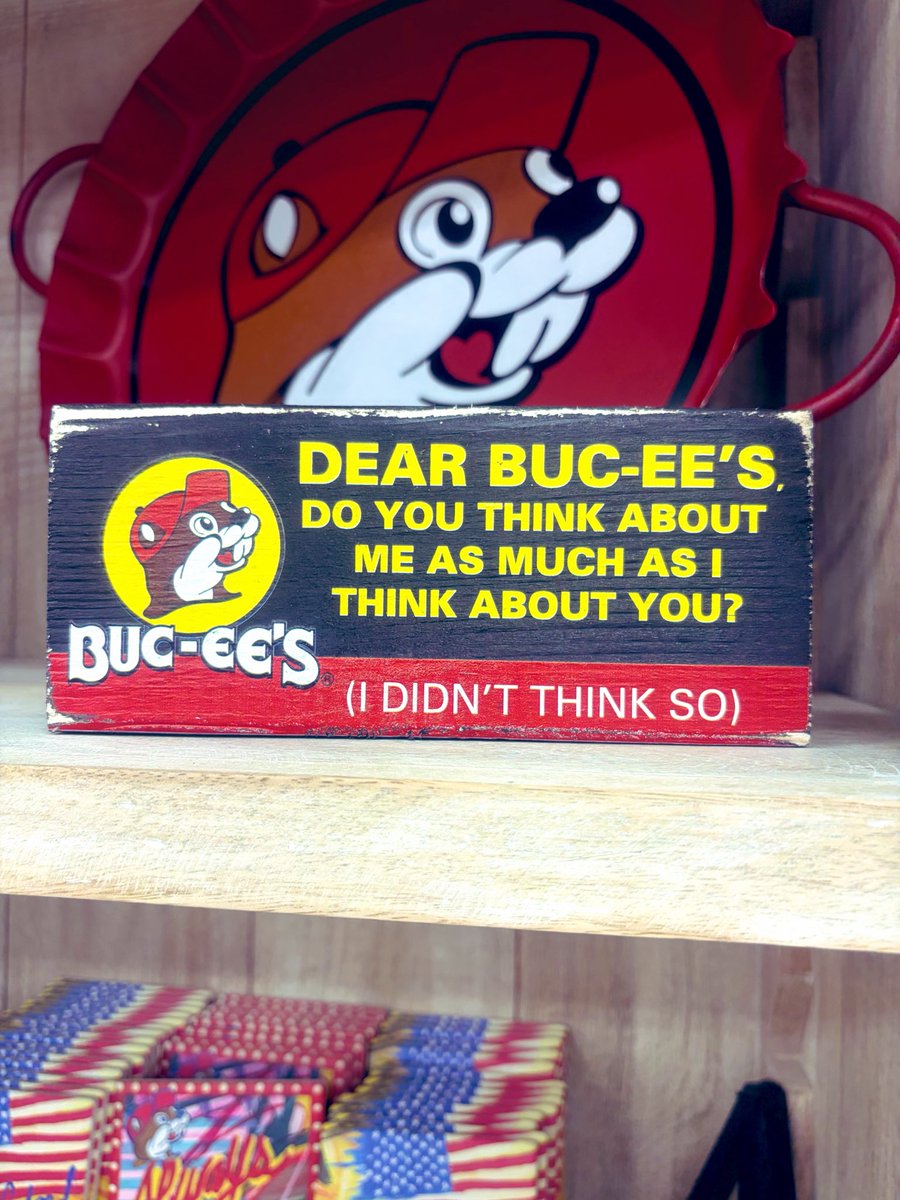 DEAR BUC-EE'S,
DO YOU THINK ABOUT
ME AS MUCH AS I
THINK ABOUT YOU?
BUC-EE'S®
(I DIDN'T THINK SO)